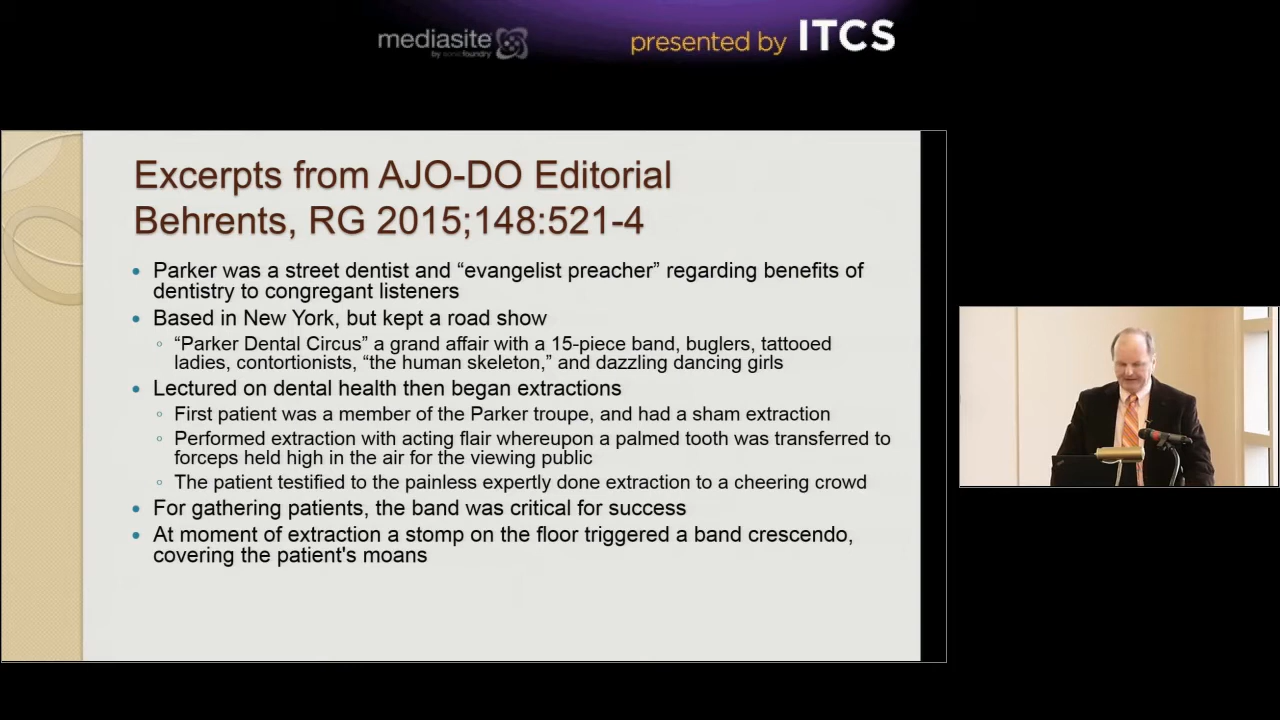 mediasite
by sonicfoundry
presented by ITCS
Excerpts from AJO-DO Editorial
Behrents, RG 2015;148:521-4
• Parker was a street dentist and “evangelist preacher” regarding benefits of
dentistry to congregant listeners
• Based in New York, but kept a road show
◦ “Parker Dental Circus” a grand affair with a 15-piece band, buglers, tattooed
ladies, contortionists, “the human skeleton,” and dazzling dancing girls
• Lectured on dental health then began extractions
◦ First patient was a member of the Parker troupe, and had a sham extraction
◦ Performed extraction with acting flair whereupon a palmed tooth was transferred to
forceps held high in the air for the viewing public
◦ The patient testified to the painless expertly done extraction to a cheering crowd
• For gathering patients, the band was critical for success
• At moment of extraction a stomp on the floor triggered a band crescendo,
covering the patient's moans